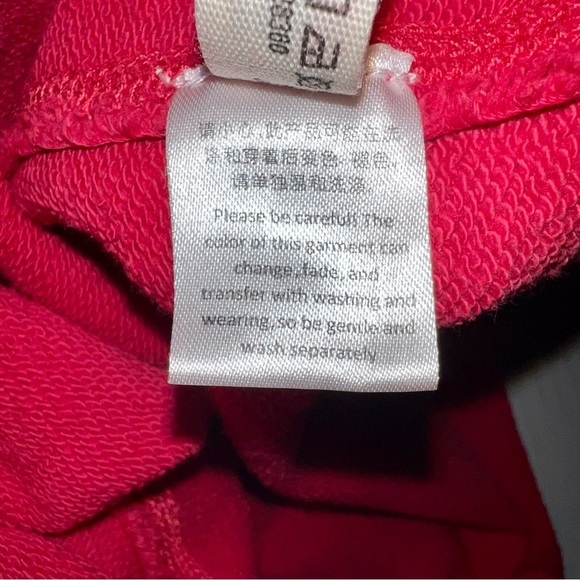 请小心,此产品可能在洗
涤和穿着后变色、褪色,
请单独温和洗涤.
Please be careful! The
color of this garment can
change, fade, and
transfer with washing and
wearing, so be gentle and
wash separately